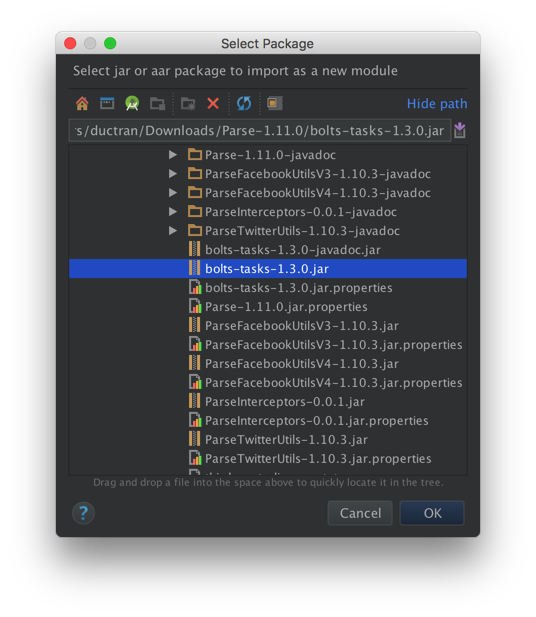 Select Package
Select jar or aar package to import as a new module
Hide path
s/ductran/Downloads/Parse-1.11.0/bolts-tasks-1.3.0.jar
Parse-1.11.0-javadoc
ParseFacebookUtilsV3-1.10.3-javadoc
ParseFacebookUtilsV4-1.10.3-javadoc
ParseInterceptors-0.0.1-javadoc
ParseTwitterUtils-1.10.3-javadoc
bolts-tasks-1.3.0-javadoc.jar
bolts-tasks-1.3.0.jar
bolts-tasks-1.3.0.jar.properties
Parse-1.11.0.jar.properties
ParseFacebookUtilsV3-1.10.3.jar
ParseFacebookUtilsV3-1.10.3.jar.properties
ParseFacebookUtilsV4-1.10.3.jar
ParseFacebookUtilsV4-1.10.3.jar.properties
ParseInterceptors-0.0.1.jar
ParseInterceptors-0.0.1.jar.properties
ParseTwitterUtils-1.10.3.jar
ParseTwitterUtils-1.10.3.jar.properties
Drag and drop a file into the space above to quickly locate it in the tree.
?
Cancel
OK